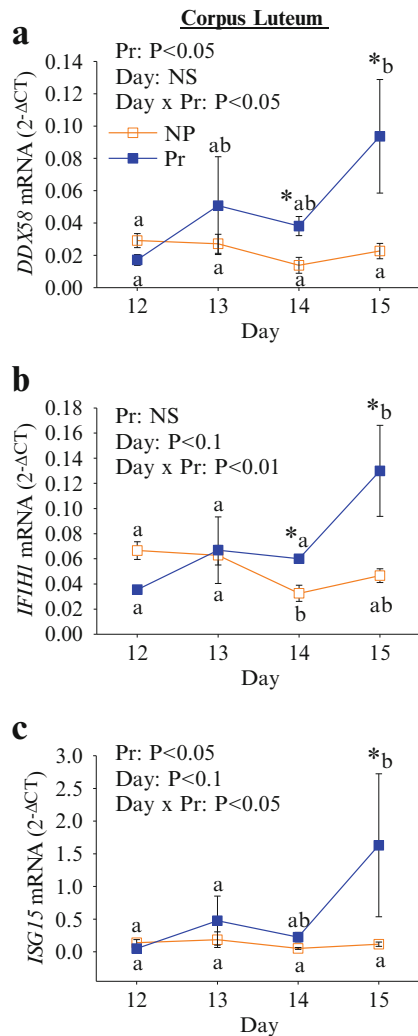 Corpus Luteum
a
Pr: P<0.05
Day: NS
Day x Pr: P<0.05
NP
Pr
DDX58 mRNA (2-ΔCT)
0.14
0.12
0.10
0.08
0.06
0.04
0.02
0.00
a
ab
*ab
*b
a
a
a
a
12 13 14 15
Day
b
Pr: NS
Day: P<0.1
Day x Pr: P<0.01
IFIH1 mRNA (2-ΔCT)
0.18
0.16
0.14
0.12
0.10
0.08
0.06
0.04
0.02
0.00
a
a
*a
*b
a
a
b
ab
12 13 14 15
Day
c
Pr: P<0.05
Day: P<0.1
Day x Pr: P<0.05
ISG15 mRNA (2-ΔCT)
3.0
2.5
2.0
1.5
1.0
0.5
0.0
a
a
ab
*b
a
a
a
a
12 13 14 15
Day